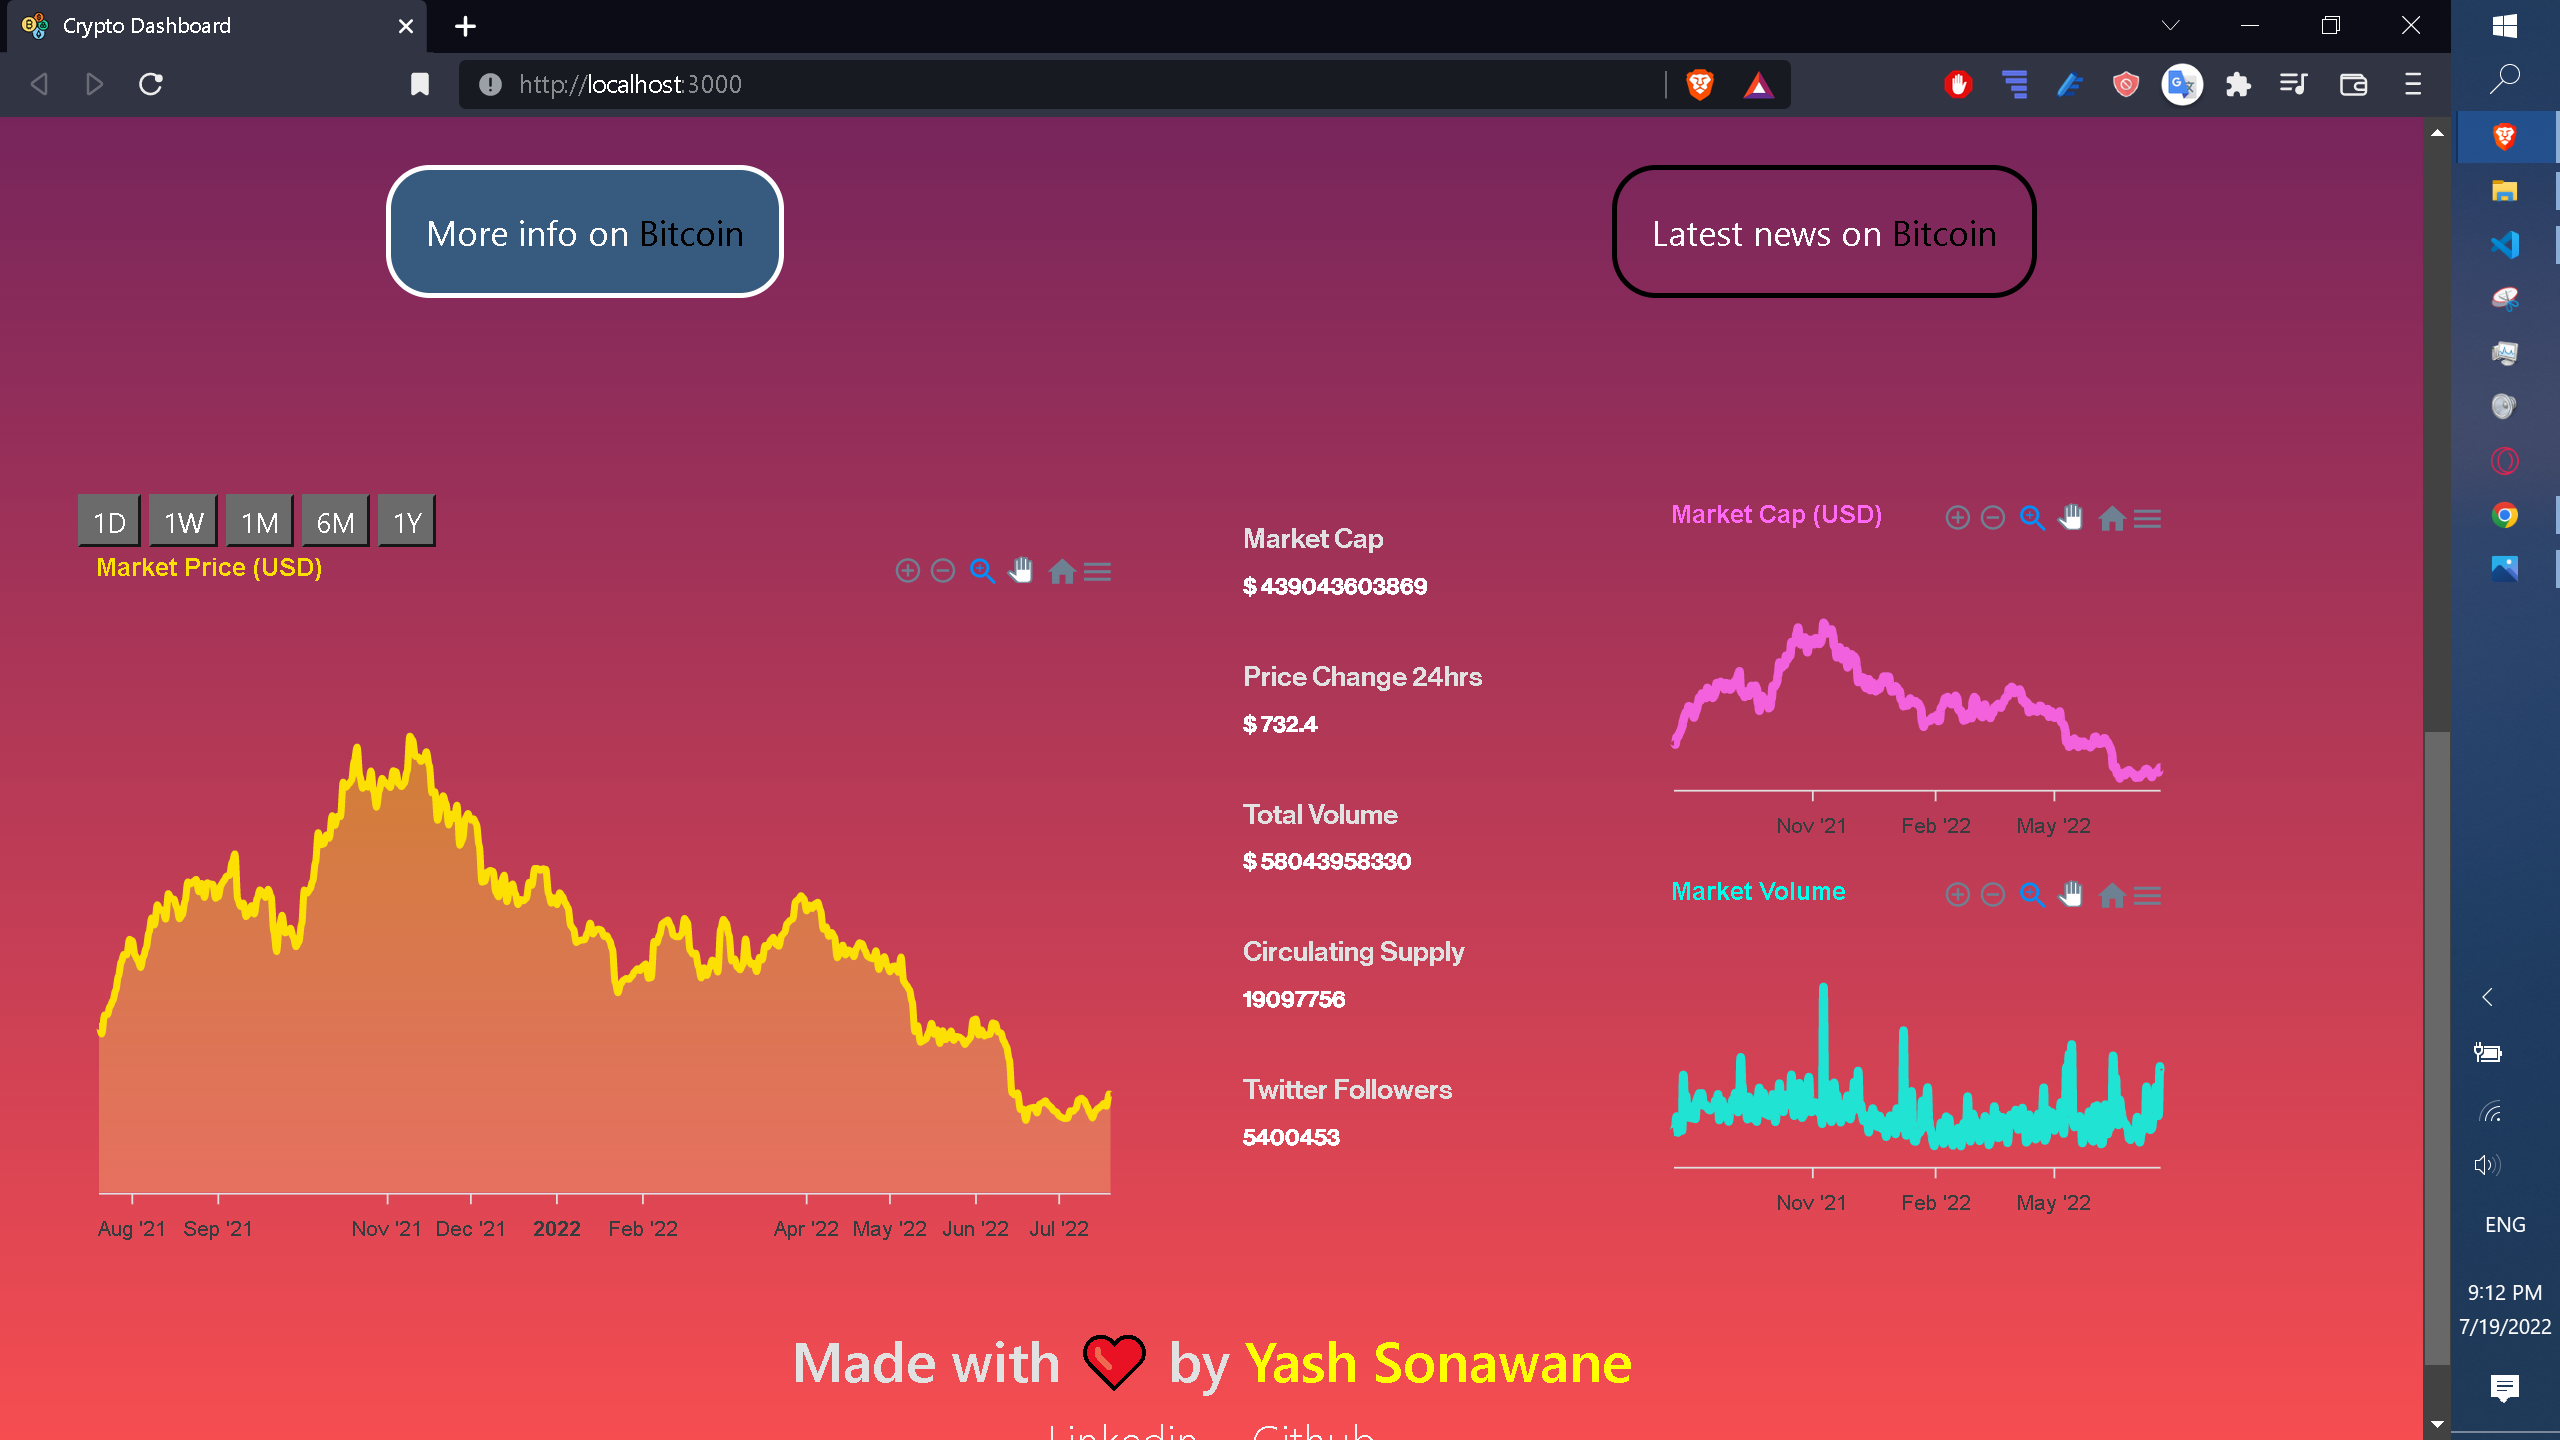 Crypto Dashboard
http://localhost:3000
More info on Bitcoin
Latest news on Bitcoin
1D 1W 1M 6M 1Y
Market Price (USD)
Aug '21 Sep '21 Nov '21 Dec '21 2022 Feb '22 Apr '22 May '22 Jun '22 Jul '22
Market Cap
$ 439043603869
Price Change 24hrs
$ 732.4
Total Volume
$ 58043958330
Circulating Supply
19097756
Twitter Followers
5400453
Market Cap (USD)
Nov '21 Feb '22 May '22
Market Volume
Nov '21 Feb '22 May '22
Made with by Yash Sonawane
Linkedin Github
ENG
9:12 PM
7/19/2022